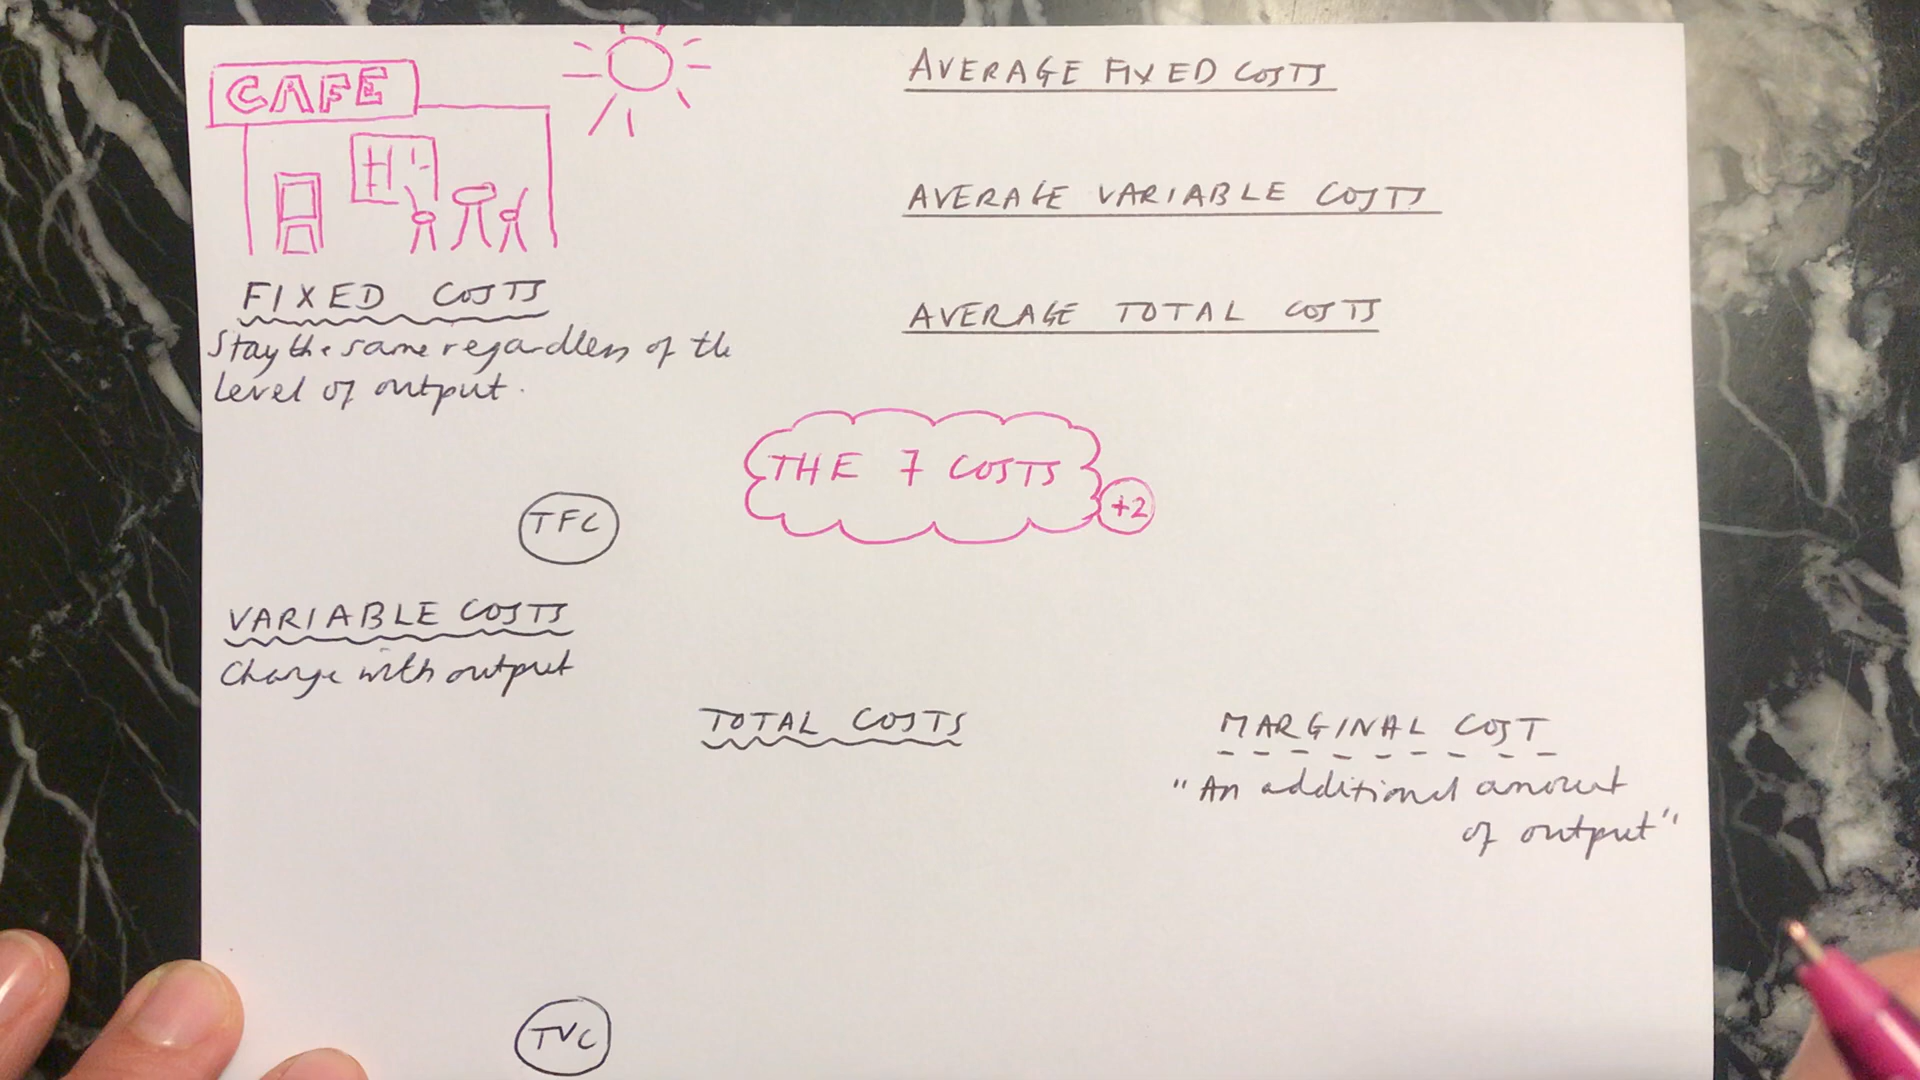 CAFE
FIXED COSTS
Stay the same regardless of the
level of output.
TFC
VARIABLE COSTS
Change with output
TVC
THE 7 COSTS
+2
TOTAL COSTS
AVERAGE FIXED COSTS
AVERAGE VARIABLE COSTS
AVERAGE TOTAL COSTS
MARGINAL COST
"An additional amount
of output"